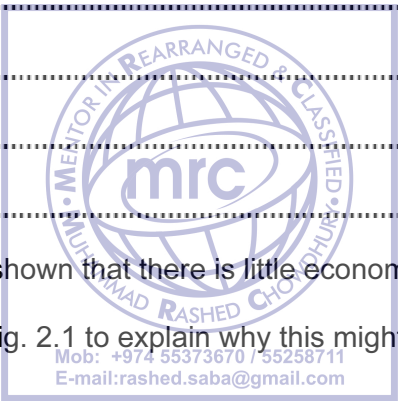 REARRANGED & CLASSIFIED •
MENTOR IN
mrc
• MUHAMMAD RASHED CHOWDHURY
shown that there is little econom
ig. 2.1 to explain why this might
Mob: +974 55373670 / 55258711
E-mail:rashed.saba@gmail.com